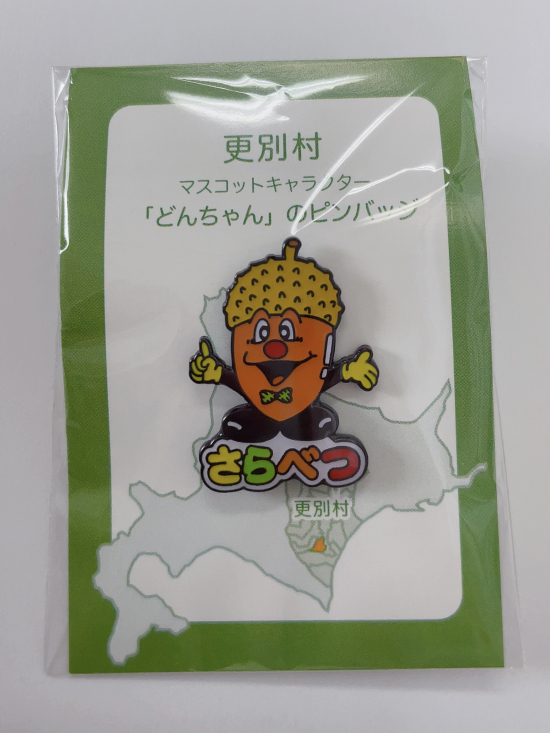 更別村
マスコットキャラクター
「どんちゃん」のピンバッジ
さらべつ
更別村